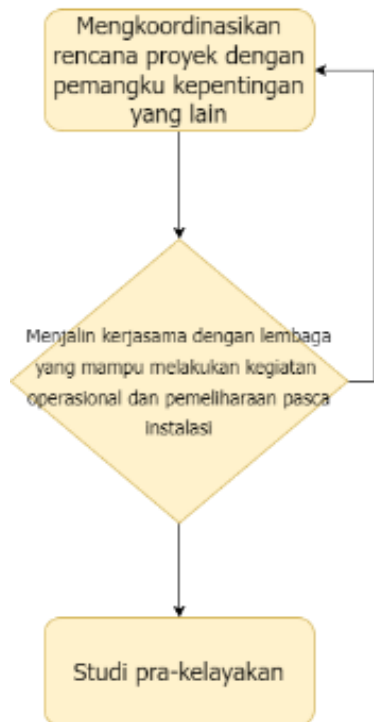 Mengkoordinasikan
rencana proyek dengan
pemangku kepentingan
yang lain
Menjalin kerjasama dengan lembaga
yang mampu melakukan kegiatan
operasional dan pemeliharaan pasca
instalasi
Studi pra-kelayakan